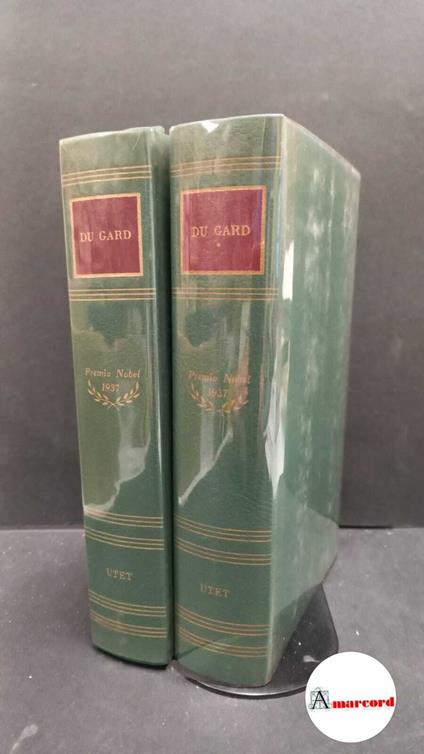 DU GARD
Premio Nobel
1937
UTET
DU GARD
Premio Nobel
1937
UTET
Amarcord